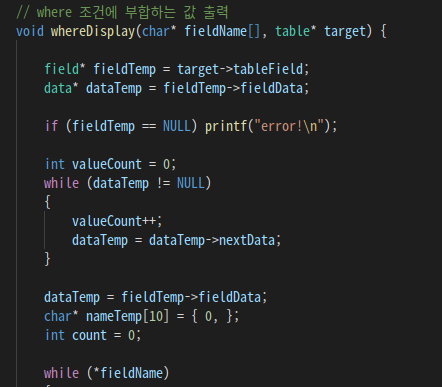 // where 조건에 부합하는 값 출력
void whereDisplay(char* fieldName[], table* target) {
field* fieldTemp = target->tableField;
data* dataTemp = fieldTemp->fieldData;
if (fieldTemp == NULL) printf("error!\n");
int valueCount = 0;
while (dataTemp != NULL)
{
valueCount++;
dataTemp = dataTemp->nextData;
}
dataTemp = fieldTemp->fieldData;
char* nameTemp[10] = { 0, };
int count = 0;
while (*fieldName)
{